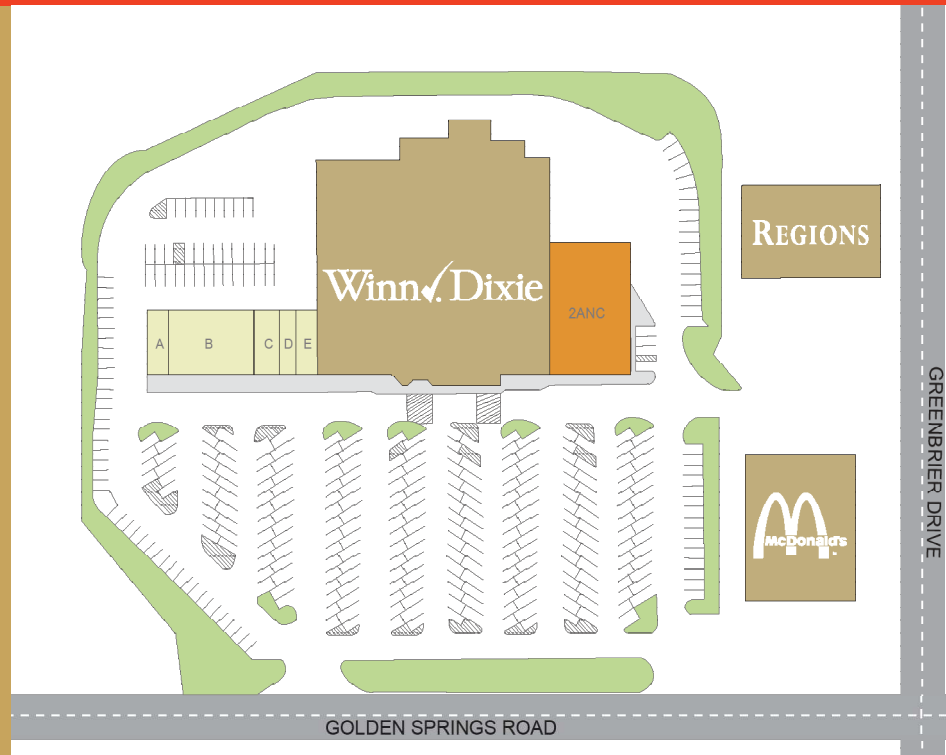 REGIONS
Winn Dixie
2ANC
A
B
C
D
E
McDonald's
GREENBRIER DRIVE
GOLDEN SPRINGS ROAD